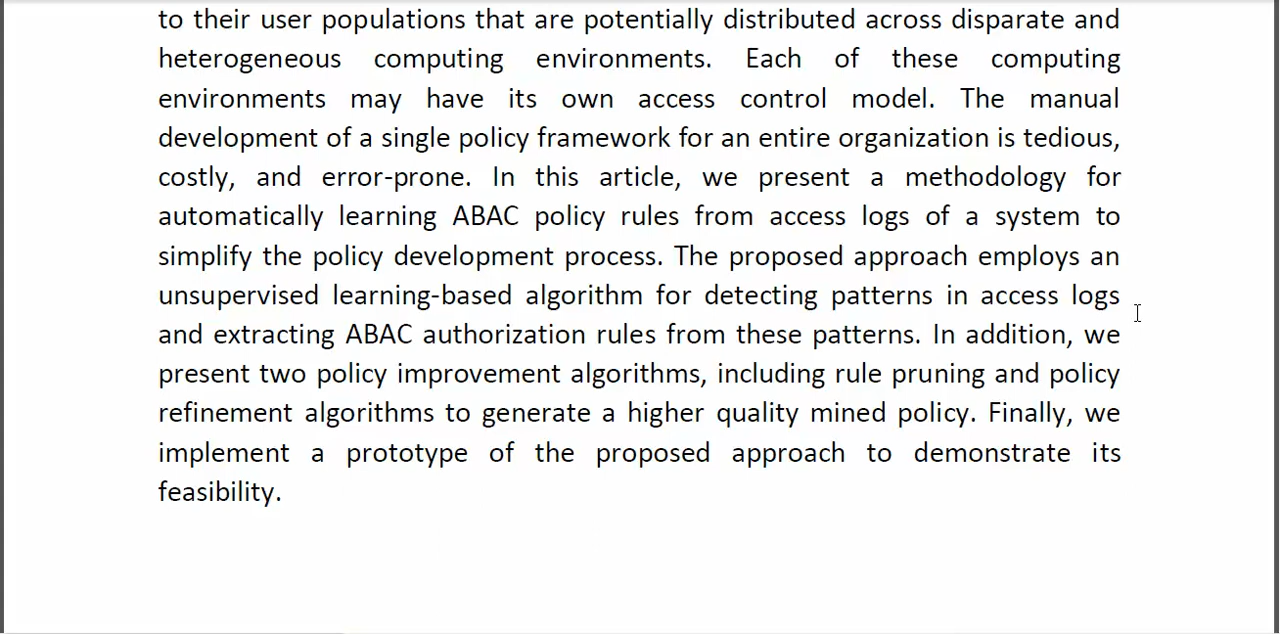 to their user populations that are potentially distributed across disparate and
heterogeneous computing environments. Each of these computing
environments may have its own access control model. The manual
development of a single policy framework for an entire organization is tedious,
costly, and error-prone. In this article, we present a methodology for
automatically learning ABAC policy rules from access logs of a system to
simplify the policy development process. The proposed approach employs an
unsupervised learning-based algorithm for detecting patterns in access logs
and extracting ABAC authorization rules from these patterns. In addition, we
present two policy improvement algorithms, including rule pruning and policy
refinement algorithms to generate a higher quality mined policy. Finally, we
implement a prototype of the proposed approach to demonstrate its
feasibility.